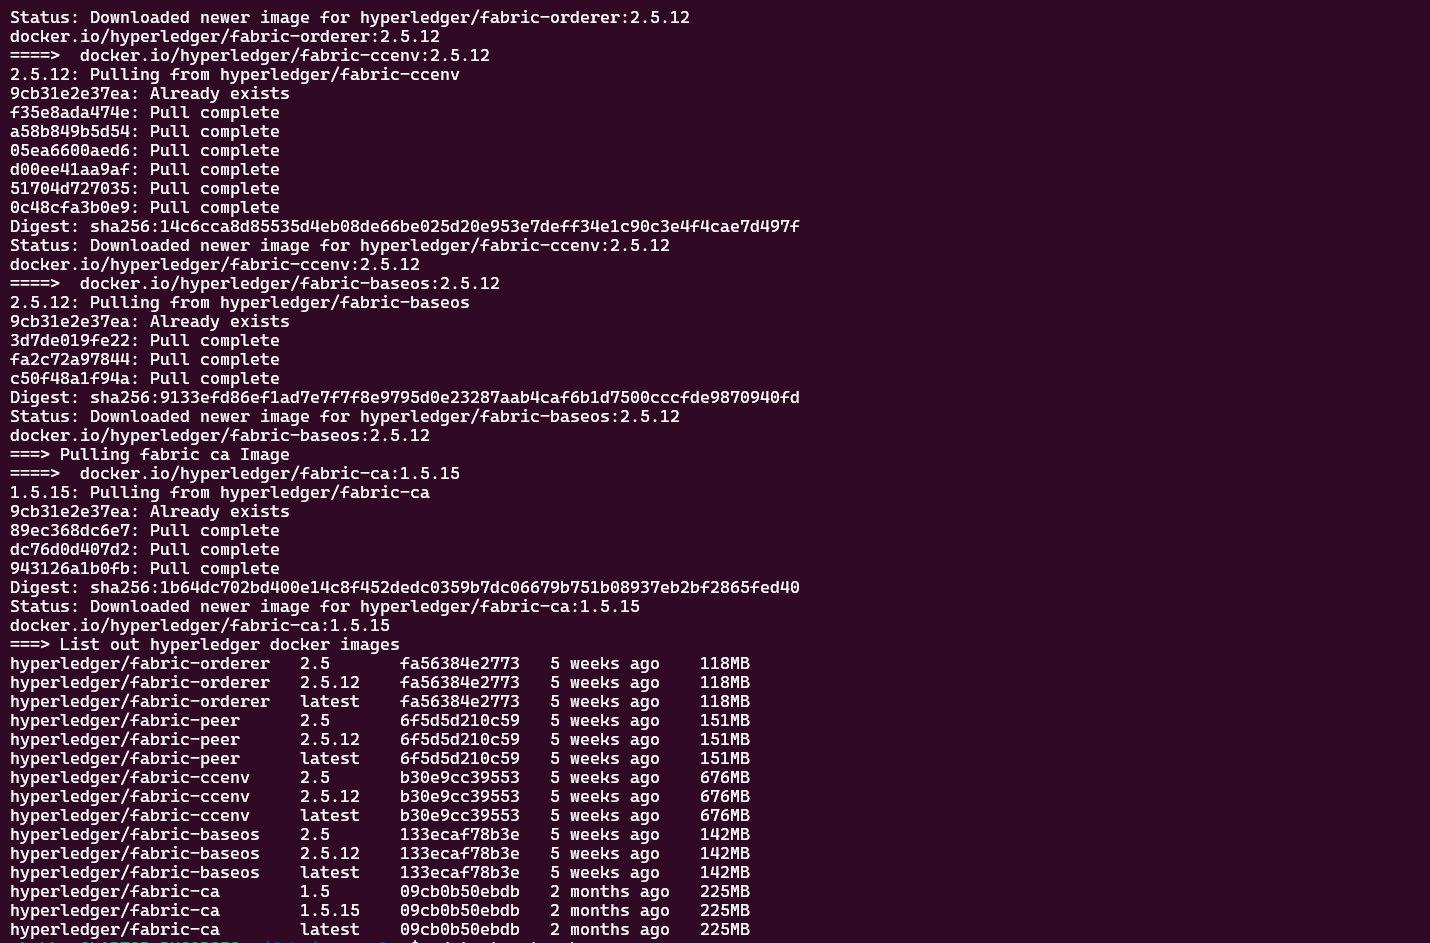 Status: Downloaded newer image for hyperledger/fabric-orderer:2.5.12
docker.io/hyperledger/fabric-orderer:2.5.12
====>  docker.io/hyperledger/fabric-ccenv:2.5.12
2.5.12: Pulling from hyperledger/fabric-ccenv
9cb31e2e37ea: Already exists
f35e8ada474e: Pull complete
a58b849b5d54: Pull complete
05ea6600aed6: Pull complete
d00ee41aa9af: Pull complete
51704d727035: Pull complete
0c48cfa3b0e9: Pull complete
Digest: sha256:14c6cca8d85535d4eb08de66be025d20e953e7deff34e1c90c3e4f4cae7d497f
Status: Downloaded newer image for hyperledger/fabric-ccenv:2.5.12
docker.io/hyperledger/fabric-ccenv:2.5.12
====>  docker.io/hyperledger/fabric-baseos:2.5.12
2.5.12: Pulling from hyperledger/fabric-baseos
9cb31e2e37ea: Already exists
3d7de019fe22: Pull complete
fa2c72a97844: Pull complete
c50f48a1f94a: Pull complete
Digest: sha256:9133efd86ef1ad7e7f7f8e9795d0e23287aab4caf6b1d7500cccfde9870940fd
Status: Downloaded newer image for hyperledger/fabric-baseos:2.5.12
docker.io/hyperledger/fabric-baseos:2.5.12
===> Pulling fabric ca Image
====>  docker.io/hyperledger/fabric-ca:1.5.15
1.5.15: Pulling from hyperledger/fabric-ca
9cb31e2e37ea: Already exists
89ec368dc6e7: Pull complete
dc76d0d407d2: Pull complete
943126a1b0fb: Pull complete
Digest: sha256:1b64dc702bd400e14c8f452dedc0359b7dc06679b751b08937eb2bf2865fed40
Status: Downloaded newer image for hyperledger/fabric-ca:1.5.15
docker.io/hyperledger/fabric-ca:1.5.15
===> List out hyperledger docker images
hyperledger/fabric-orderer   2.5       fa56384e2773   5 weeks ago    118MB
hyperledger/fabric-orderer   2.5.12    fa56384e2773   5 weeks ago    118MB
hyperledger/fabric-orderer   latest    fa56384e2773   5 weeks ago    118MB
hyperledger/fabric-peer      2.5       6f5d5d210c59   5 weeks ago    151MB
hyperledger/fabric-peer      2.5.12    6f5d5d210c59   5 weeks ago    151MB
hyperledger/fabric-peer      latest    6f5d5d210c59   5 weeks ago    151MB
hyperledger/fabric-ccenv     2.5       b30e9cc39553   5 weeks ago    676MB
hyperledger/fabric-ccenv     2.5.12    b30e9cc39553   5 weeks ago    676MB
hyperledger/fabric-ccenv     latest    b30e9cc39553   5 weeks ago    676MB
hyperledger/fabric-baseos    2.5       133ecaf78b3e   5 weeks ago    142MB
hyperledger/fabric-baseos    2.5.12    133ecaf78b3e   5 weeks ago    142MB
hyperledger/fabric-baseos    latest    133ecaf78b3e   5 weeks ago    142MB
hyperledger/fabric-ca        1.5       09cb0b50ebdb   2 months ago   225MB
hyperledger/fabric-ca        1.5.15    09cb0b50ebdb   2 months ago   225MB
hyperledger/fabric-ca        latest    09cb0b50ebdb   2 months ago   225MB